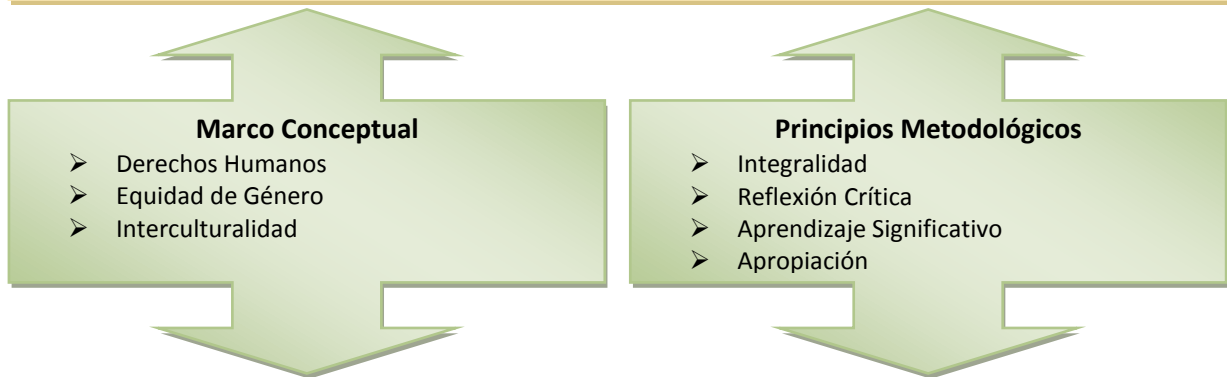 Marco Conceptual
➢ Derechos Humanos
➢ Equidad de Género
➢ Interculturalidad
Principios Metodológicos
➢ Integralidad
➢ Reflexión Crítica
➢ Aprendizaje Significativo
➢ Apropiación